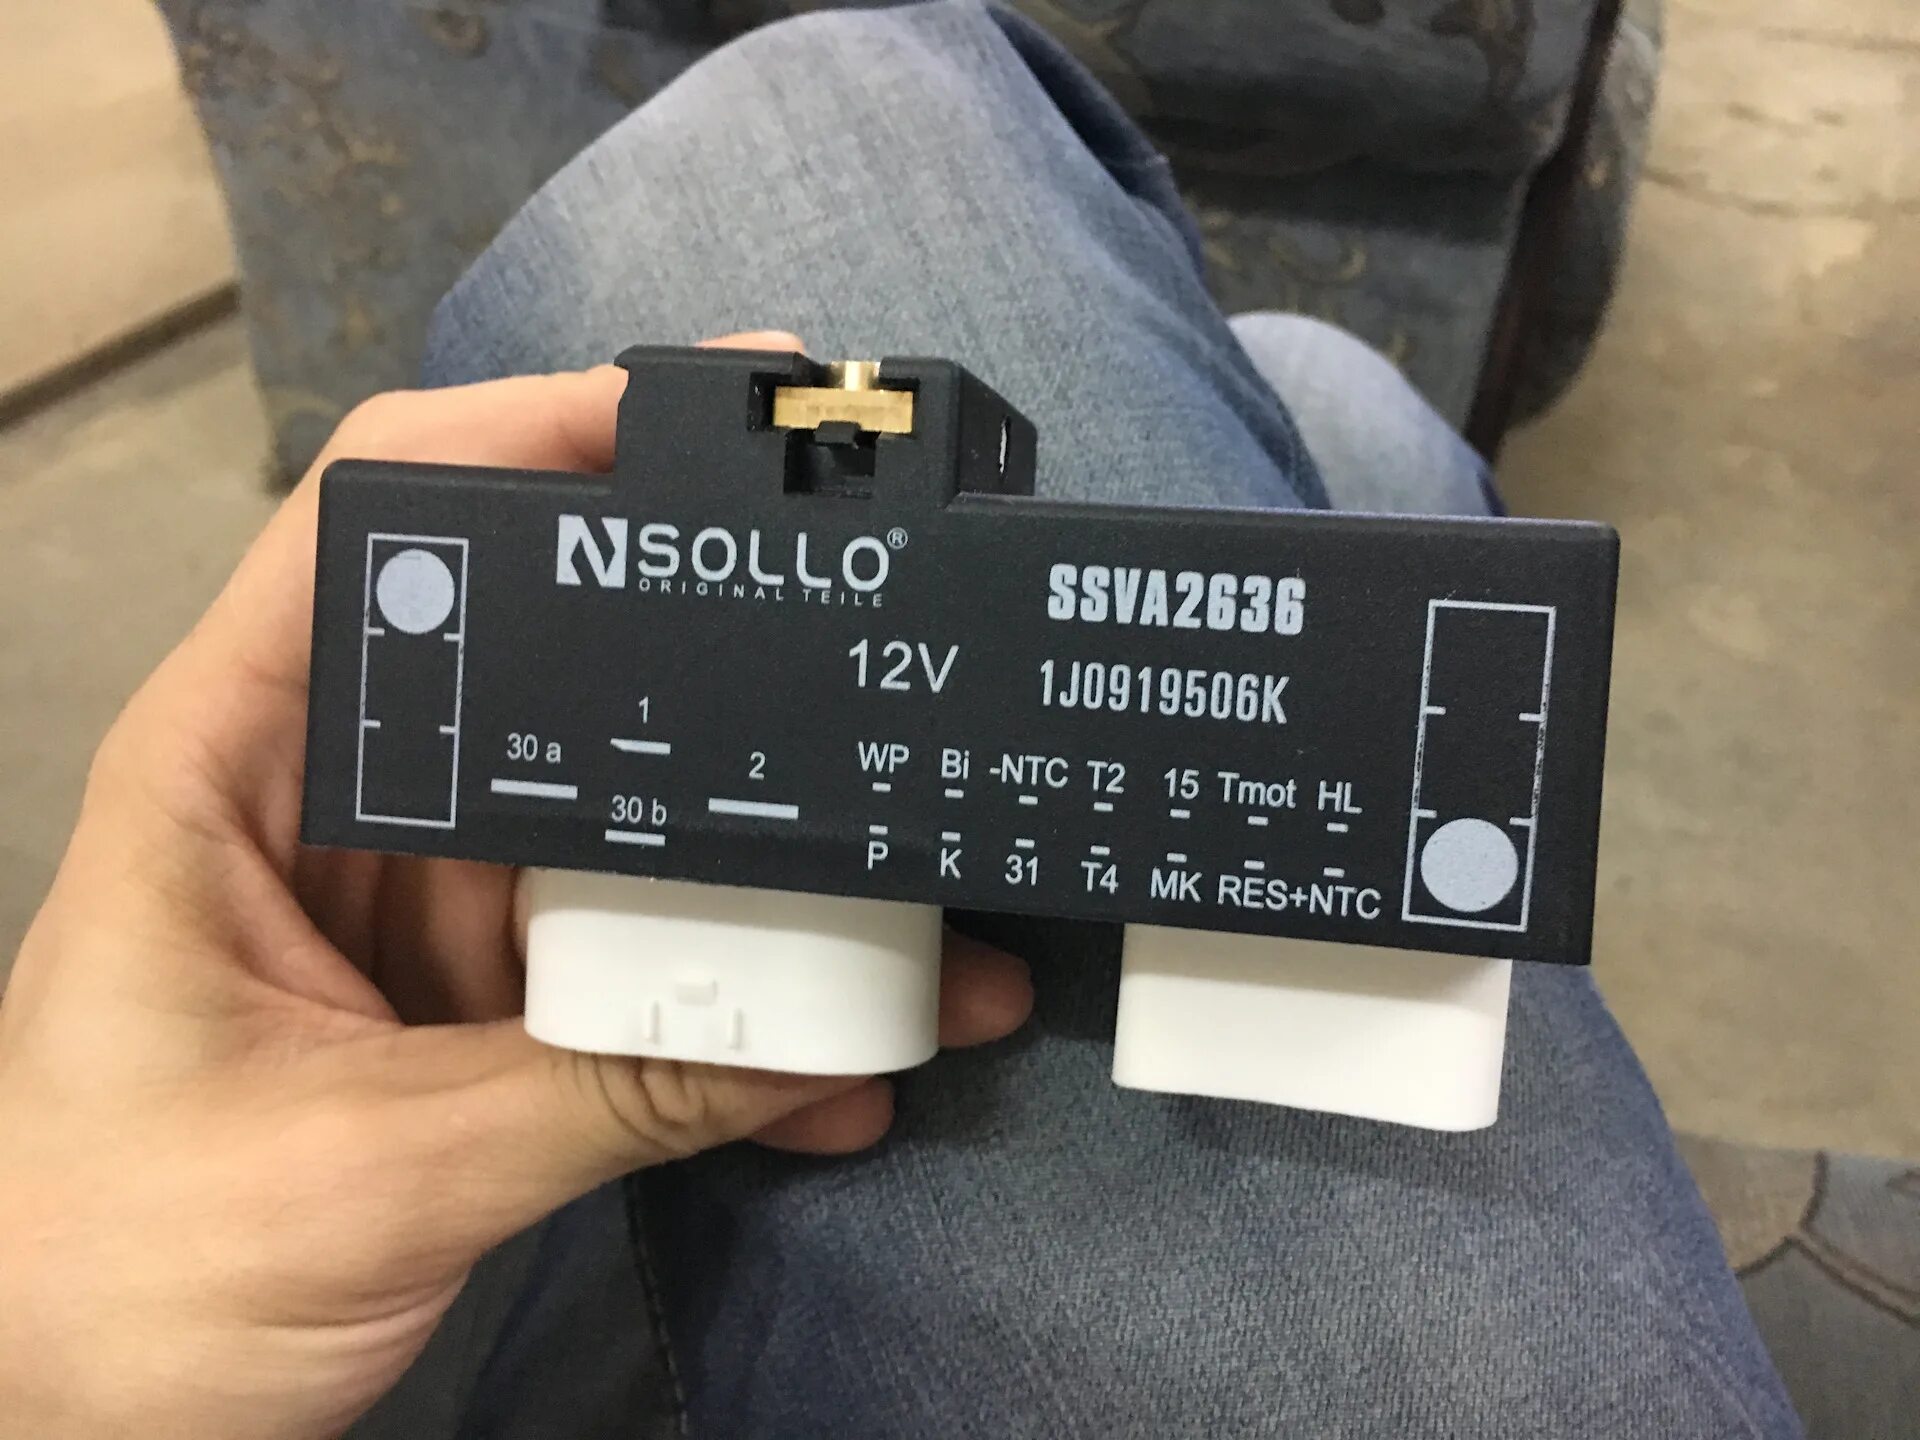 NSOLLO®
ORIGINAL TEILE
SSVA2636
12V
1J0919506K
30 a 1 30 b 2
WP Bi -NTC T2 15 Tmot HL
P K 31 T4 MK RES+NTC